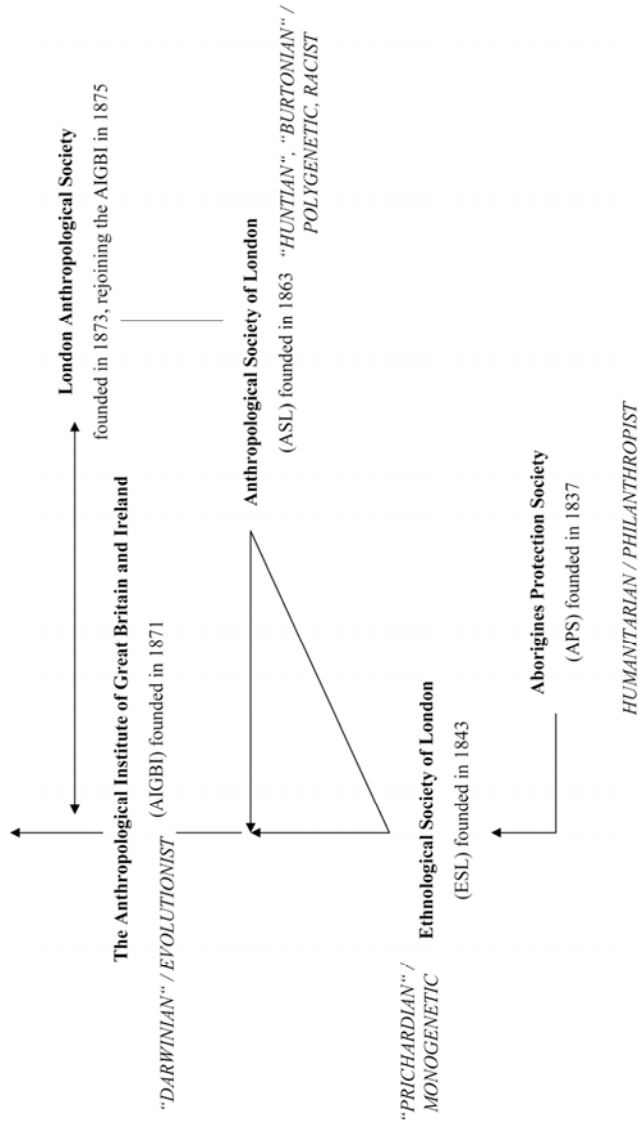 London Anthropological Society
founded in 1873, rejoining the AIGBI in 1875
The Anthropological Institute of Great Britain and Ireland
(AIGBI) founded in 1871
"DARWINIAN“ / EVOLUTIONIST
Anthropological Society of London
(ASL) founded in 1863
"HUNTIAN“, "BURTONIAN“ /
POLYGENETIC, RACIST
"PRICHARDIAN“ /
MONOGENETIC
Ethnological Society of London
(ESL) founded in 1843
Aborigines Protection Society
(APS) founded in 1837
HUMANITARIAN / PHILANTHROPIST